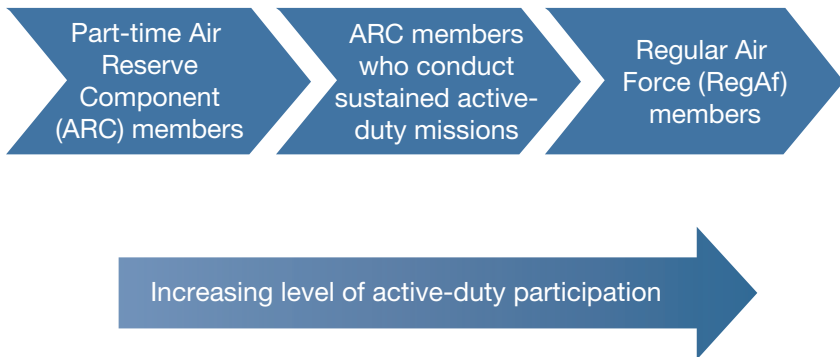 Part-time Air
Reserve
Component
(ARC) members
ARC members
who conduct
sustained active-
duty missions
Regular Air
Force (RegAf)
members
Increasing level of active-duty participation